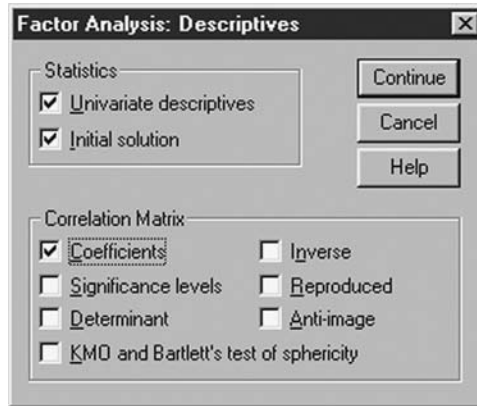 Factor Analysis: Descriptives
Statistics
Univariate descriptives
Initial solution
Continue
Cancel
Help
Correlation Matrix
Coefficients
Inverse
Significance levels
Reproduced
Determinant
Anti-image
KMO and Bartlett's test of sphericity